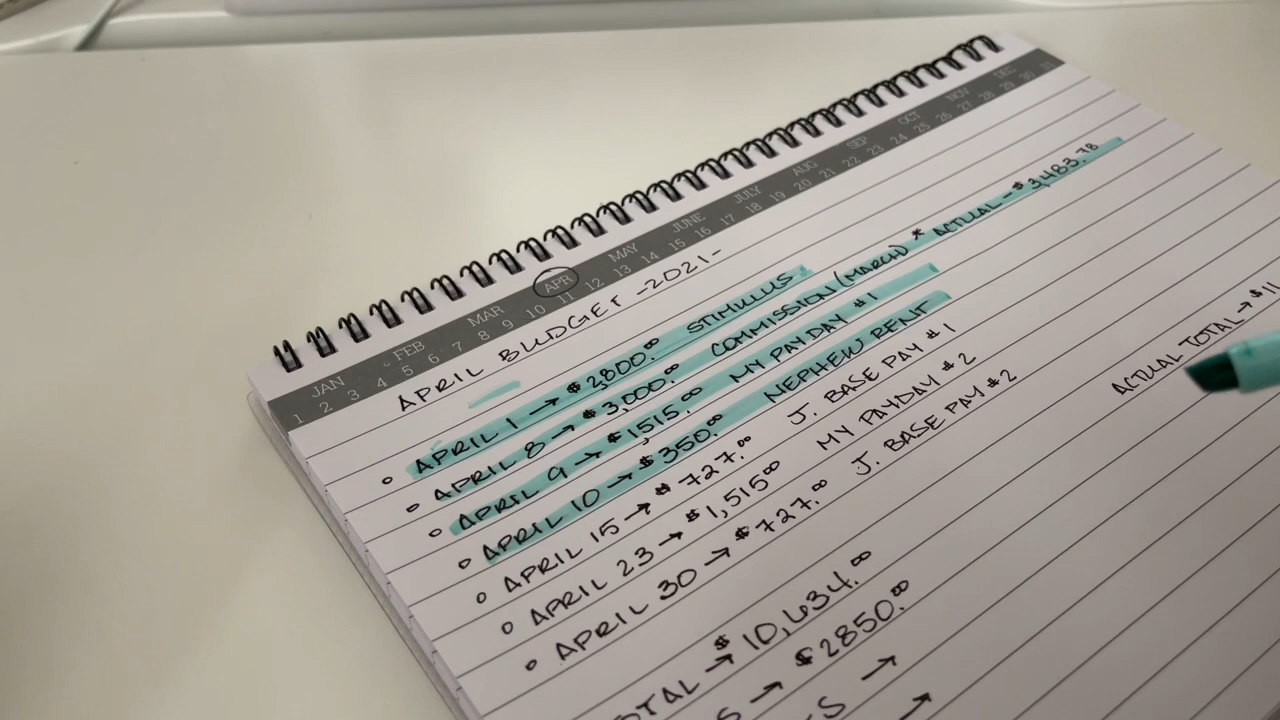 JAN FEB MAR APR MAY JUNE JULY AUG SEP OCT NOV DEC
1 2 3 4 5 6 7 8 9 10 11 12 13 14 15 16 17 18 19 20 21 22 23 24 25 26 27 28 29 30 31
APRIL BUDGET -2021-
APRIL 1 → $2,800.00 STIMULUS
APRIL 8 → $3,000.00 COMMISSION (MARCH) * ACTUAL - $3,483.78
APRIL 9 → $1515.00 MY PAYDAY #1
APRIL 10 → $350.00 NEPHEW RENT
APRIL 15 → $727.00 J. BASE PAY #1
APRIL 23 → $1,515.00 MY PAYDAY #2
APRIL 30 → $727.00 J. BASE PAY #2
ACTUAL TOTAL → $11
OTAL → $10,634.00
S → $2850.00
S →
→